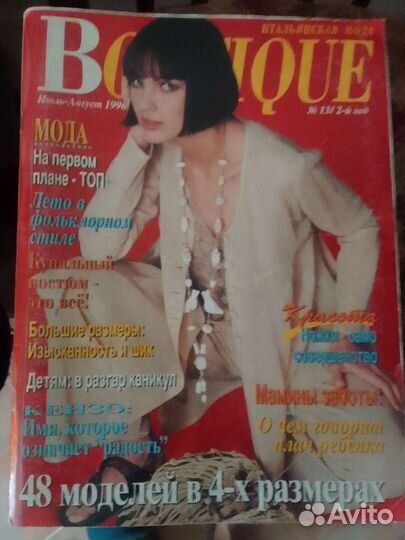 ИТАЛЬЯНСКАЯ МОДА
BOUTIQUE
Июль-Август 1996
№ 13/ 2-й год
МОДА
На первом
плане - ТОП
Лето в
фольклорном
стиле
Купальный
костюм -
это всё!
Большие размеры:
Изысканность и шик
Детям: в разгар каникул
КЕНЗО:
Имя, которое
означает "радость"
Красота
Ножки - само
совершенство
Мамины заботы:
О чем говорит
плач ребёнка
48 моделей в 4-х размерах
Avito